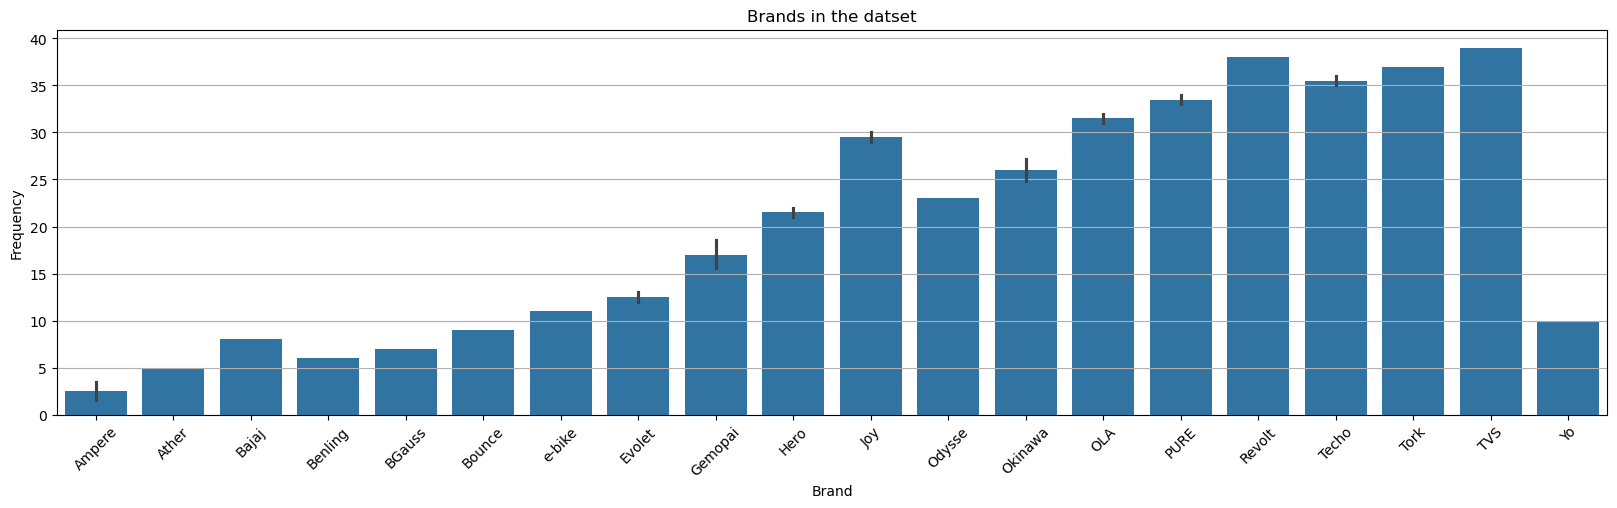 Brands in the datset
40
35
30
25
20
15
10
5
0
Frequency
Ampere
Ather
Bajaj
Benling
BGauss
Bounce
e-bike
Evolet
Gemopai
Hero
Joy
Odysse
Okinawa
OLA
PURE
Revolt
Techo
Tork
TVS
Yo
Brand